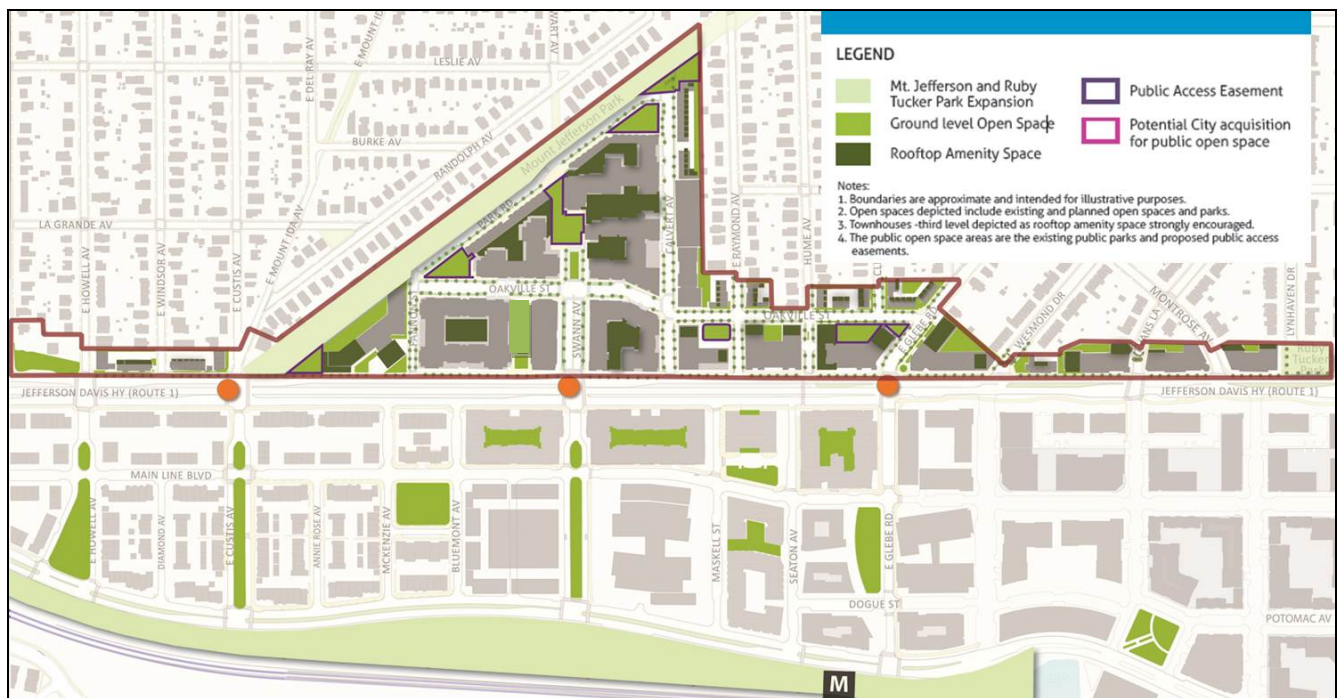 LEGEND
Mt. Jefferson and Ruby
Tucker Park Expansion
Ground level Open Space
Rooftop Amenity Space
Public Access Easement
Potential City acquisition
for public open space
Notes:
1. Boundaries are approximate and intended for illustrative purposes.
2. Open spaces depicted include existing and planned open spaces and parks.
3. Townhouses -third level depicted as rooftop amenity space strongly encouraged.
4. The public open space areas are the existing public parks and proposed public access
easements.
LESLIE AV
E DEL RAY AV
BURKE AV
RANDOLPH AV
Mount Jefferson Park
LA GRANDE AV
E HOWELL AV
E WINDSOR AV
E CUSTIS AV
E MOUNT IDA AV
PARK RD
CALVERT AV
E RAYMOND AV
HUME AV
OAKVILLE ST
OAKVILLE ST
SWANN AV
E GLEBE RD
WESMOND DR
MONTROSE AV
LYNHAVEN DR
Ruby
Tucker
Park
JEFFERSON DAVIS HY (ROUTE 1)
JEFFERSON DAVIS HY (ROUTE 1)
MAIN LINE BLVD
E HOWELL AV
DIAMOND AV
E CUSTIS AV
ANNIE ROSE AV
MCKENZIE AV
BLUEMONT AV
SWANN AV
MASKELL ST
SEATON AV
E GLEBE RD
DOGUE ST
POTOMAC AV
M